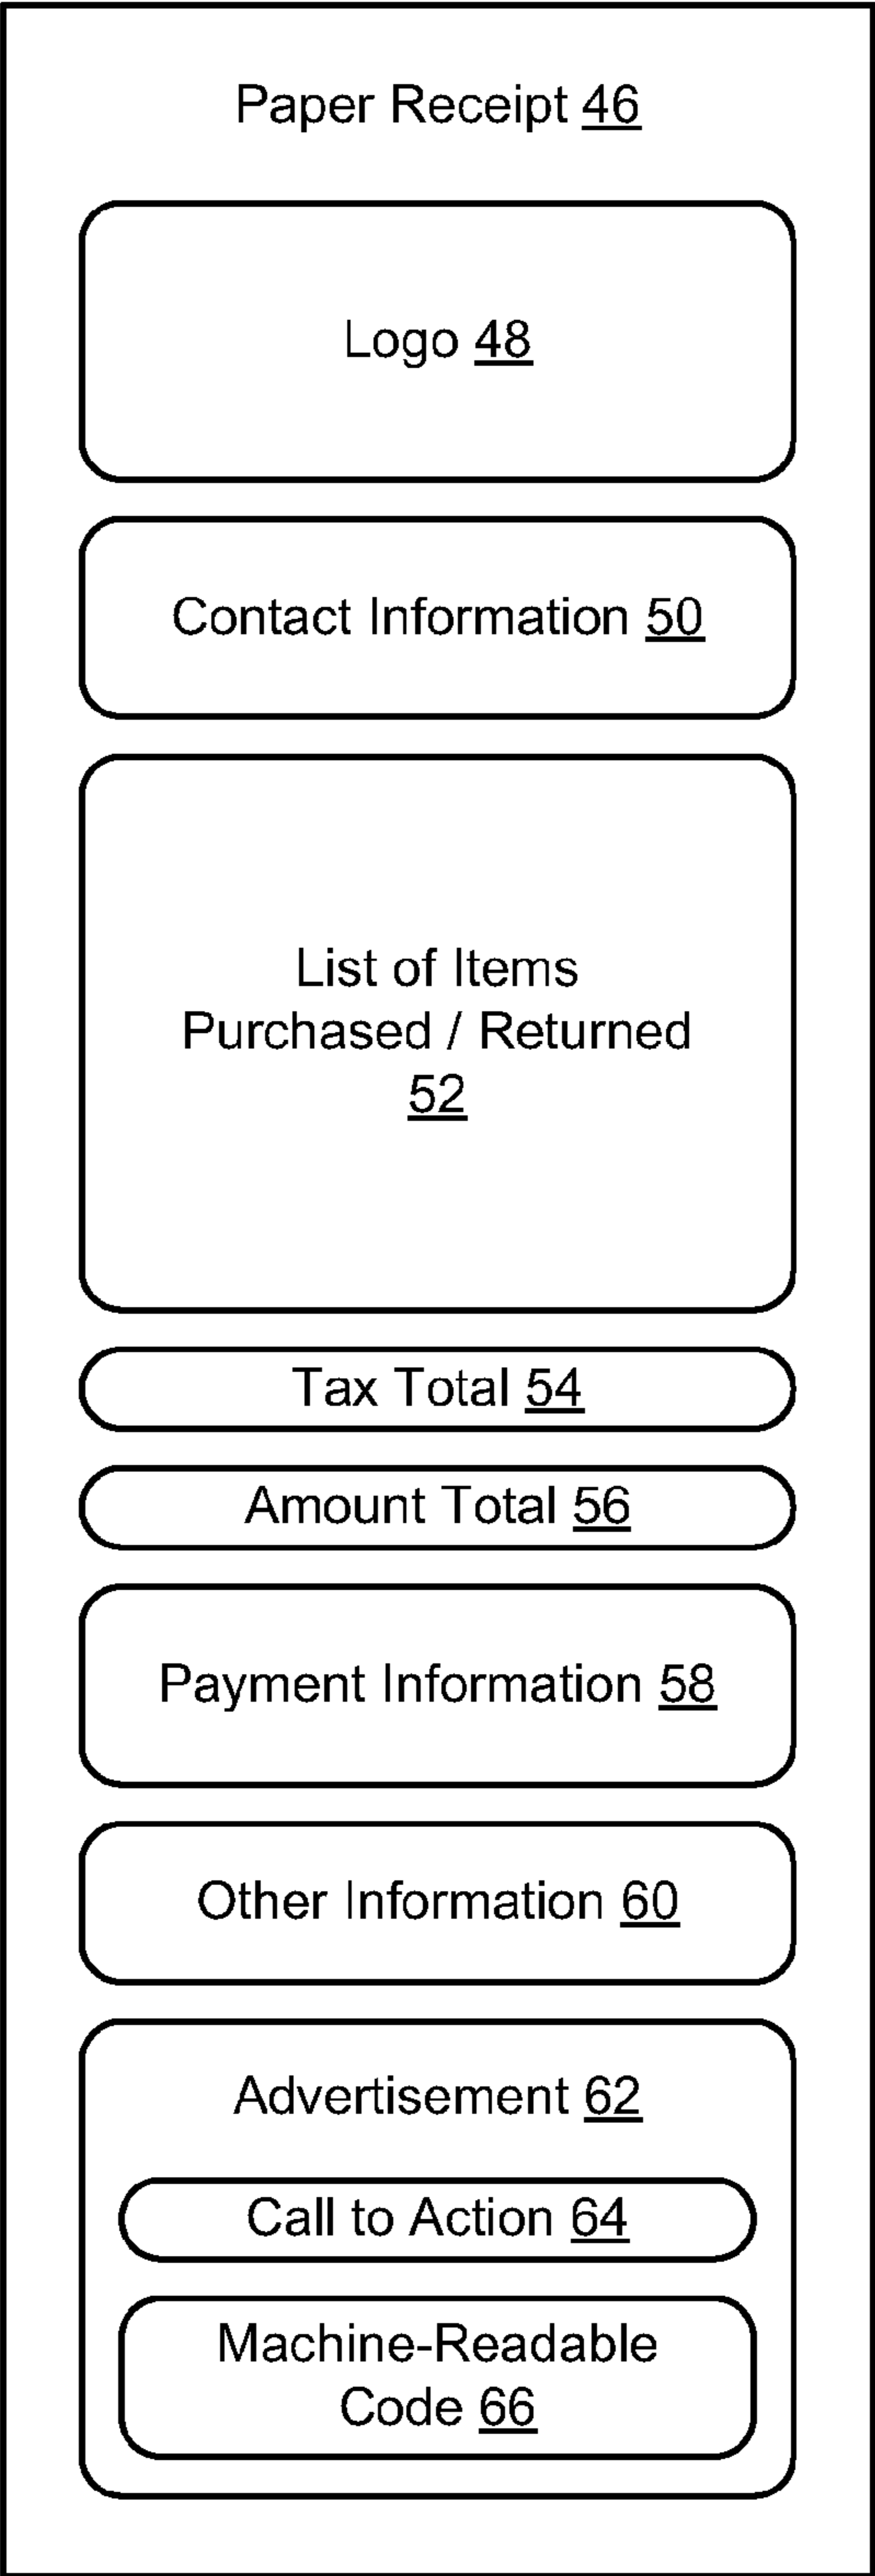 Paper Receipt 46
Logo 48
Contact Information 50
List of Items
Purchased / Returned
52
Tax Total 54
Amount Total 56
Payment Information 58
Other Information 60
Advertisement 62
Call to Action 64
Machine-Readable
Code 66